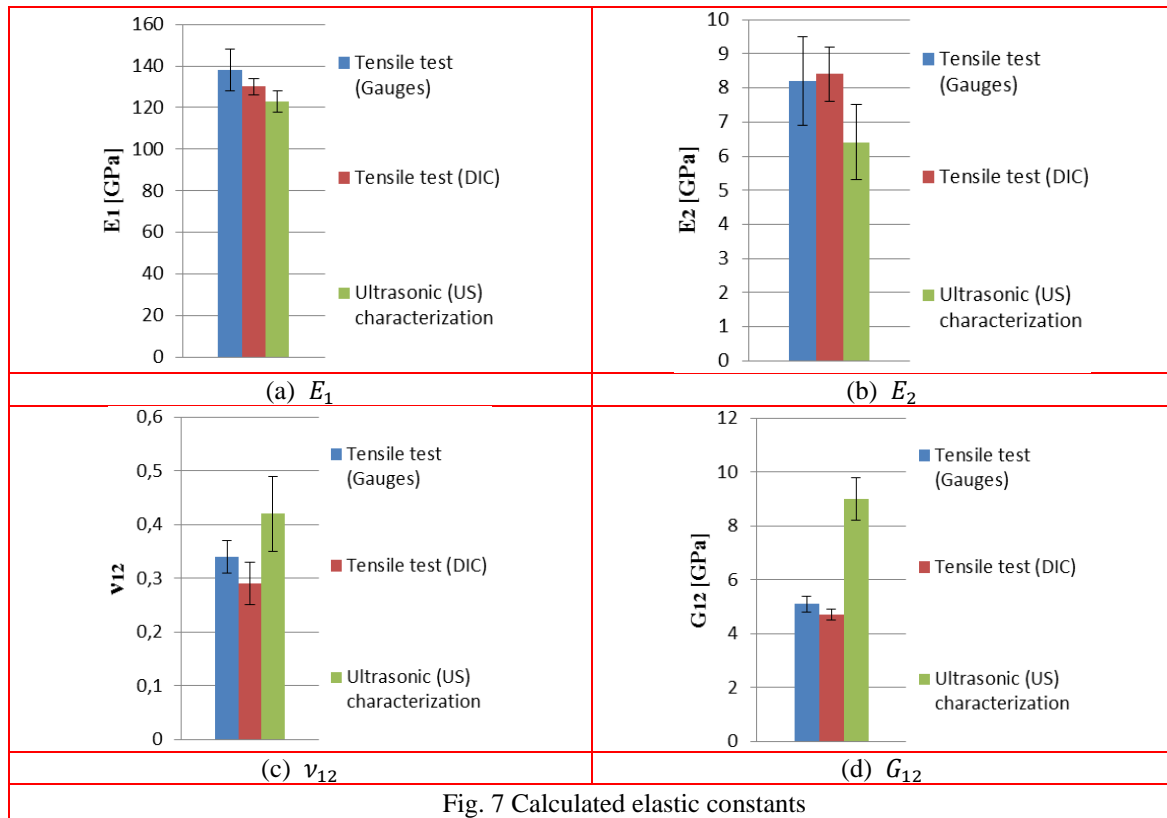 160
140
120
100
80
60
40
20
0
E1 [GPa]
Tensile test
(Gauges)
Tensile test (DIC)
Ultrasonic (US)
characterization
(a) E₁
10
9
8
7
6
5
4
3
2
1
0
E2 [GPa]
Tensile test
(Gauges)
Tensile test (DIC)
Ultrasonic (US)
characterization
(b) E₂
0,6
0,5
0,4
0,3
0,2
0,1
0
ν12
Tensile test
(Gauges)
Tensile test (DIC)
Ultrasonic (US)
characterization
(c) ν₁₂
12
10
8
6
4
2
0
G12 [GPa]
Tensile test
(Gauges)
Tensile test (DIC)
Ultrasonic (US)
characterization
(d) G₁₂
Fig. 7 Calculated elastic constants